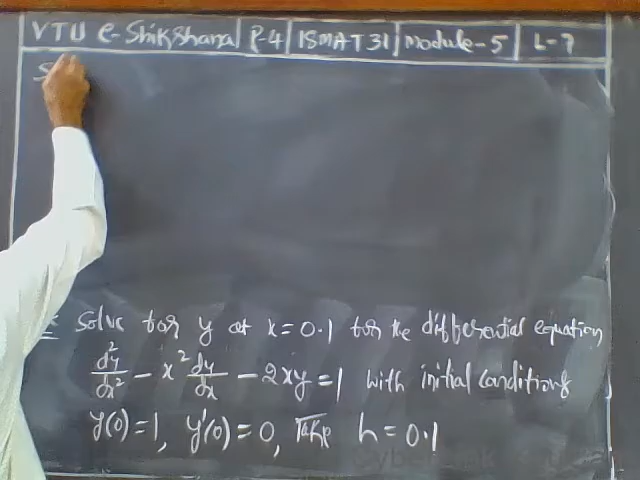 VTU e-Shikshana P-4 15MAT31 Module-5 L-7
S
Solve for y at x=0.1 for the differential equation
d²y/dx² - x² dy/dx - 2xy = 1 with initial conditions
y(0)=1, y'(0)=0, Take h=0.1